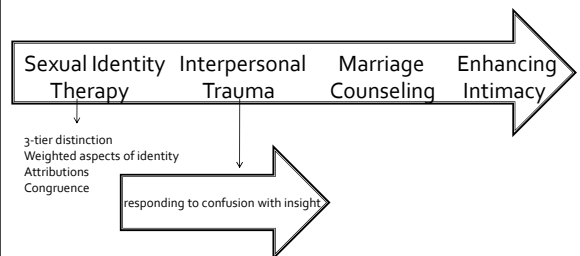 Sexual Identity Therapy
Interpersonal Trauma
Marriage Counseling
Enhancing Intimacy
3-tier distinction
Weighted aspects of identity
Attributions
Congruence
responding to confusion with insight